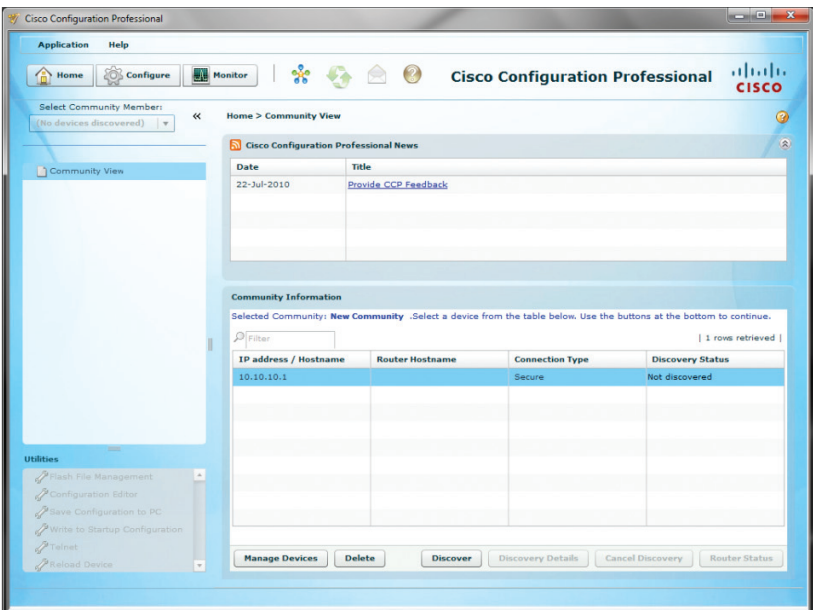 Cisco Configuration Professional
Application Help
Home Configure Monitor
Cisco Configuration Professional
CISCO
Select Community Member:
(No devices discovered)
Home > Community View
Community View
Cisco Configuration Professional News
Date Title
22-Jul-2010 Provide CCP Feedback
Community Information
Selected Community: New Community .Select a device from the table below. Use the buttons at the bottom to continue.
Filter
| 1 rows retrieved |
IP address / Hostname Router Hostname Connection Type Discovery Status
10.10.10.1 Secure Not discovered
Utilities
Flash File Management
Configuration Editor
Save Configuration to PC
Write to Startup Configuration
Telnet
Reload Device
Manage Devices Delete Discover Discovery Details Cancel Discovery Router Status